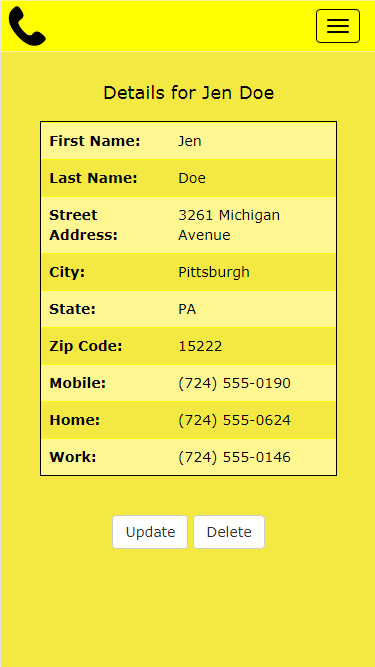 Details for Jen Doe
First Name: Jen
Last Name: Doe
Street 3261 Michigan
Address: Avenue
City: Pittsburgh
State: PA
Zip Code: 15222
Mobile: (724) 555-0190
Home: (724) 555-0624
Work: (724) 555-0146
Update Delete